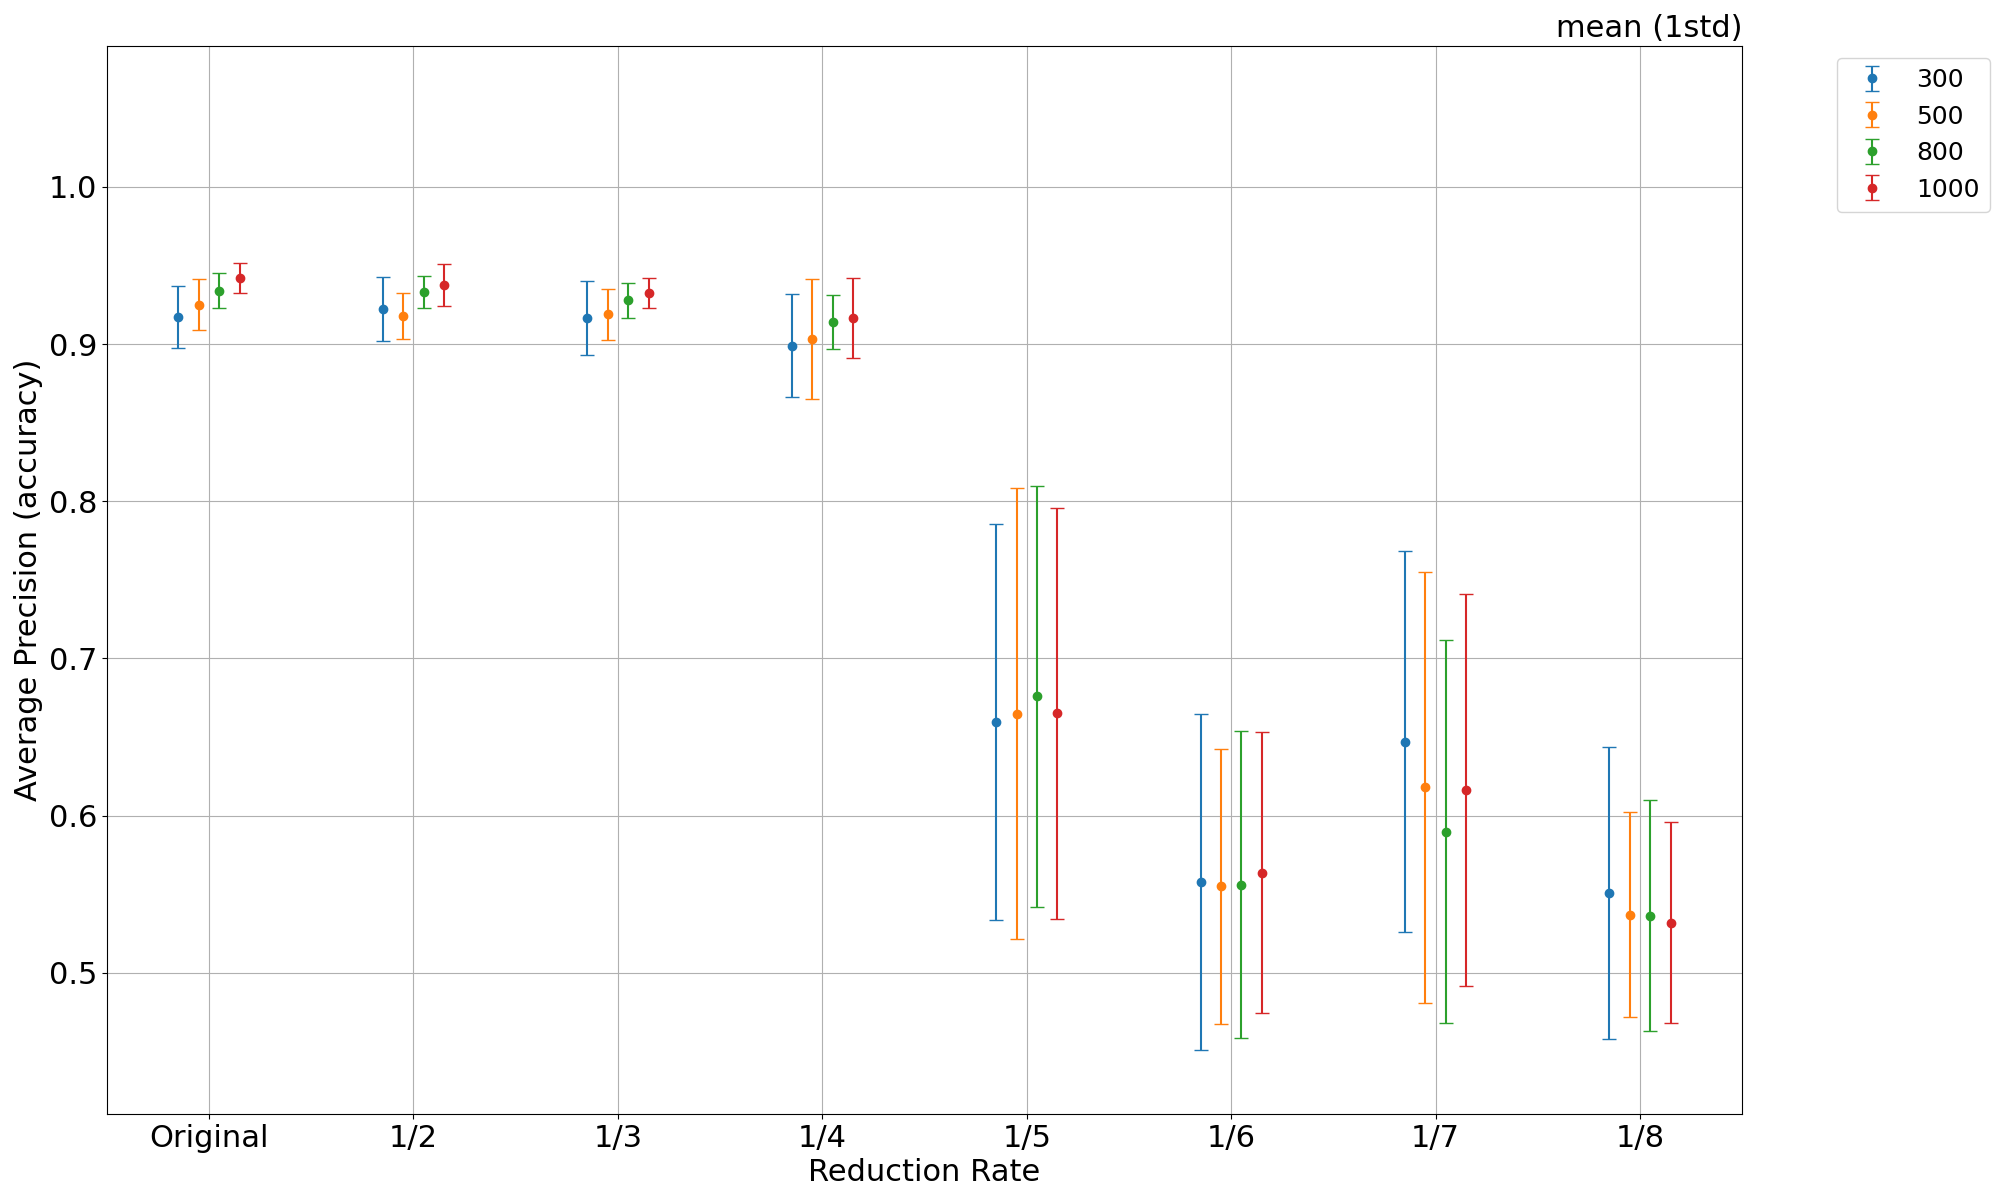 mean (1std)
300
500
800
1000
Average Precision (accuracy)
1.0
0.9
0.8
0.7
0.6
0.5
Original 1/2 1/3 1/4 1/5 1/6 1/7 1/8
Reduction Rate